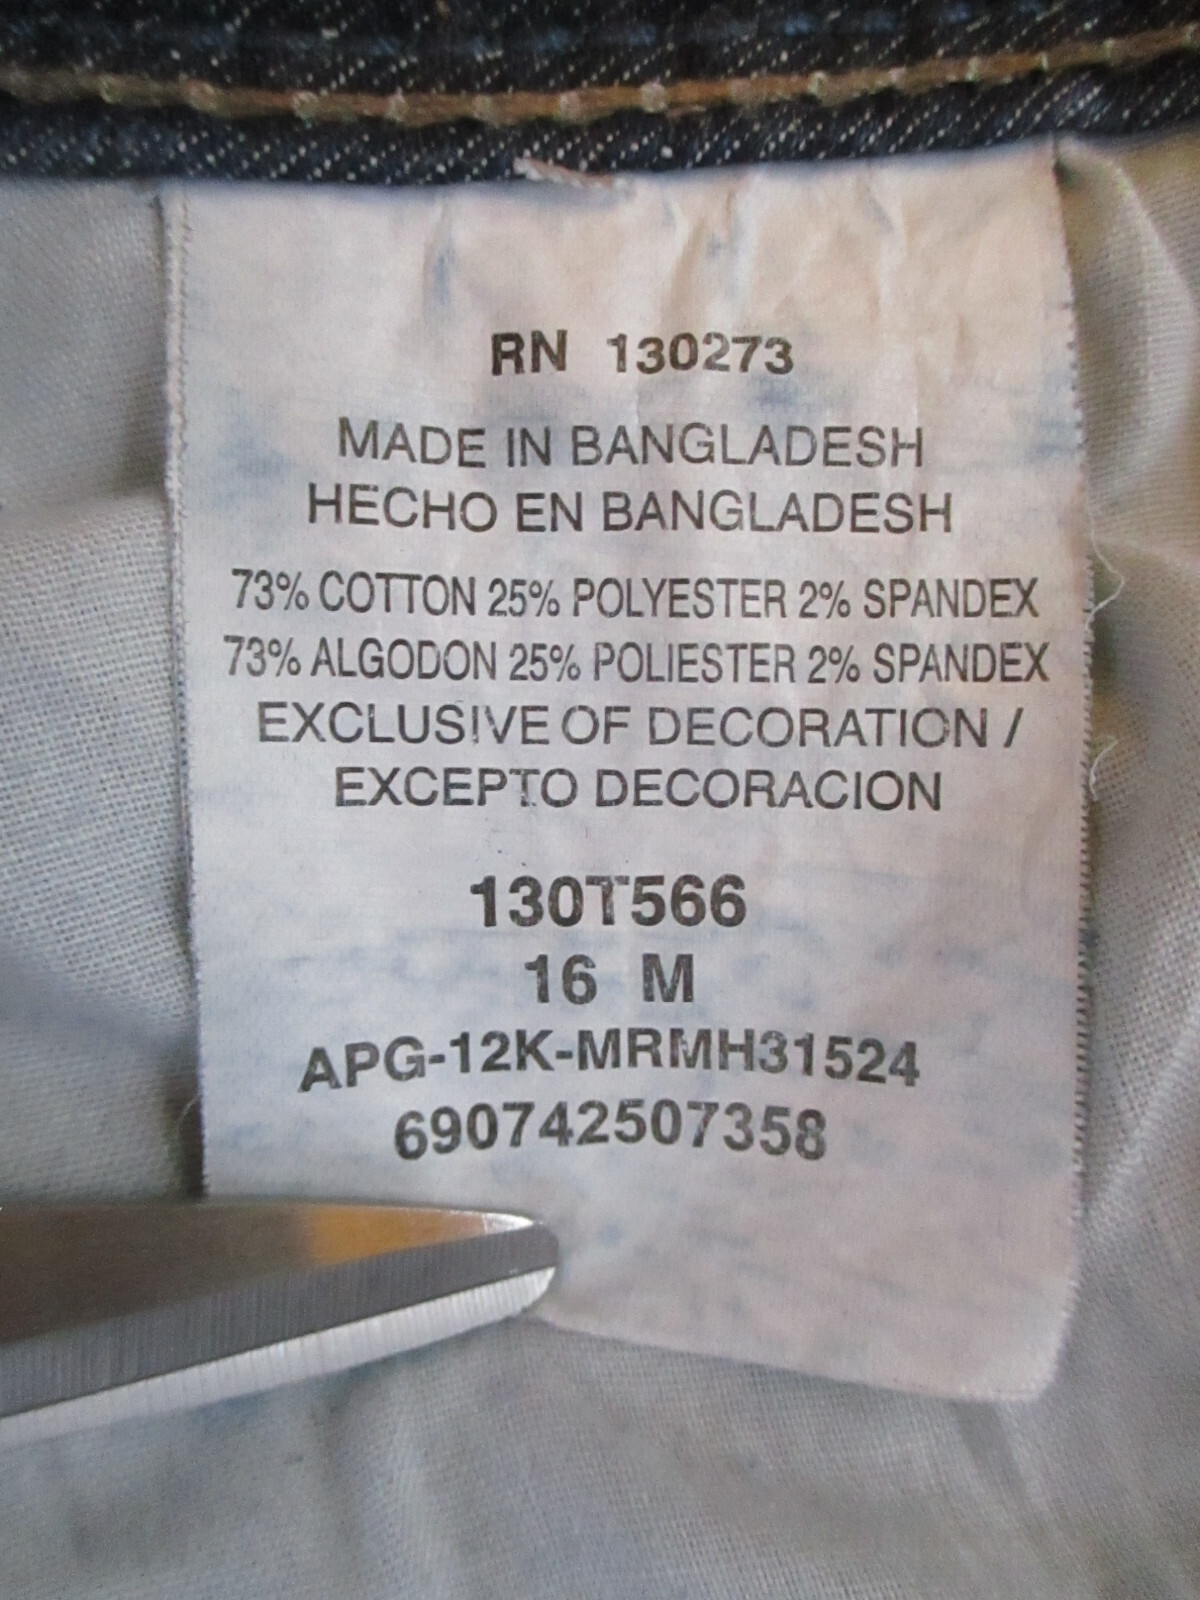 RN 130273
MADE IN BANGLADESH
HECHO EN BANGLADESH
73% COTTON 25% POLYESTER 2% SPANDEX
73% ALGODON 25% POLIESTER 2% SPANDEX
EXCLUSIVE OF DECORATION /
EXCEPTO DECORACION
130T566
16 M
APG-12K-MRMH31524
690742507358